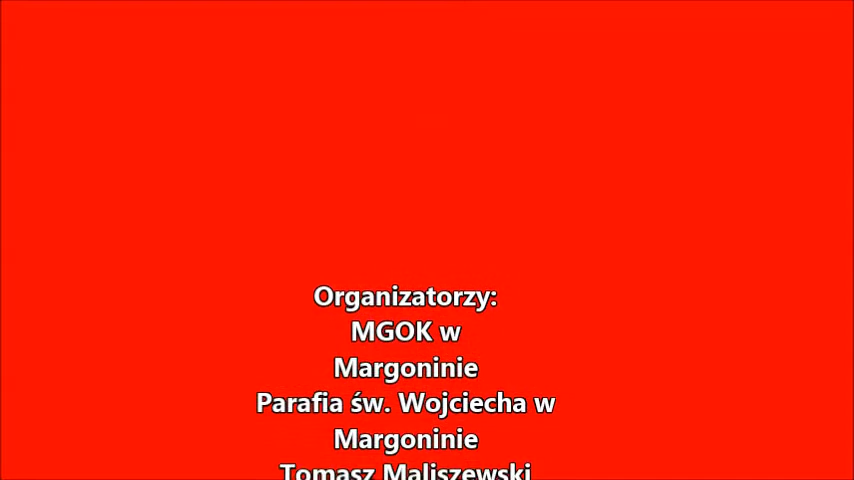 Organizatorzy:
MGOK w
Margoninie
Parafia św. Wojciecha w
Margoninie
Tomasz Maliszewski